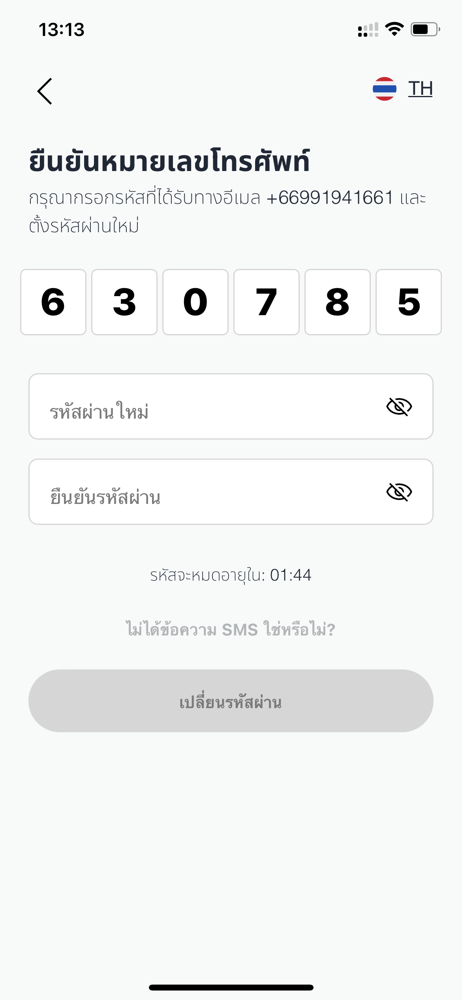 13:13
TH
ยืนยันหมายเลขโทรศัพท์
กรุณากรอกรหัสที่ได้รับทางอีเมล +66991941661 และ
ตั้งรหัสผ่านใหม่
6 3 0 7 8 5
รหัสผ่านใหม่
ยืนยันรหัสผ่าน
รหัสจะหมดอายุใน: 01:44
ไม่ได้ข้อความ SMS ใช่หรือไม่?
เปลี่ยนรหัสผ่าน